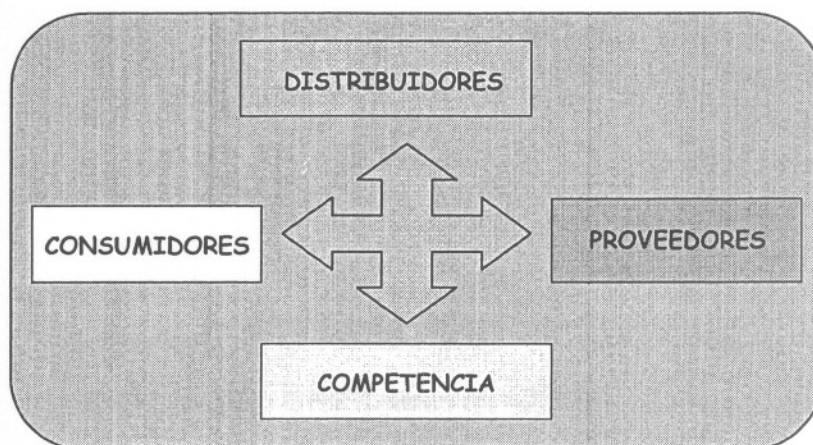 DISTRIBUIDORES
CONSUMIDORES
PROVEEDORES
COMPETENCIA